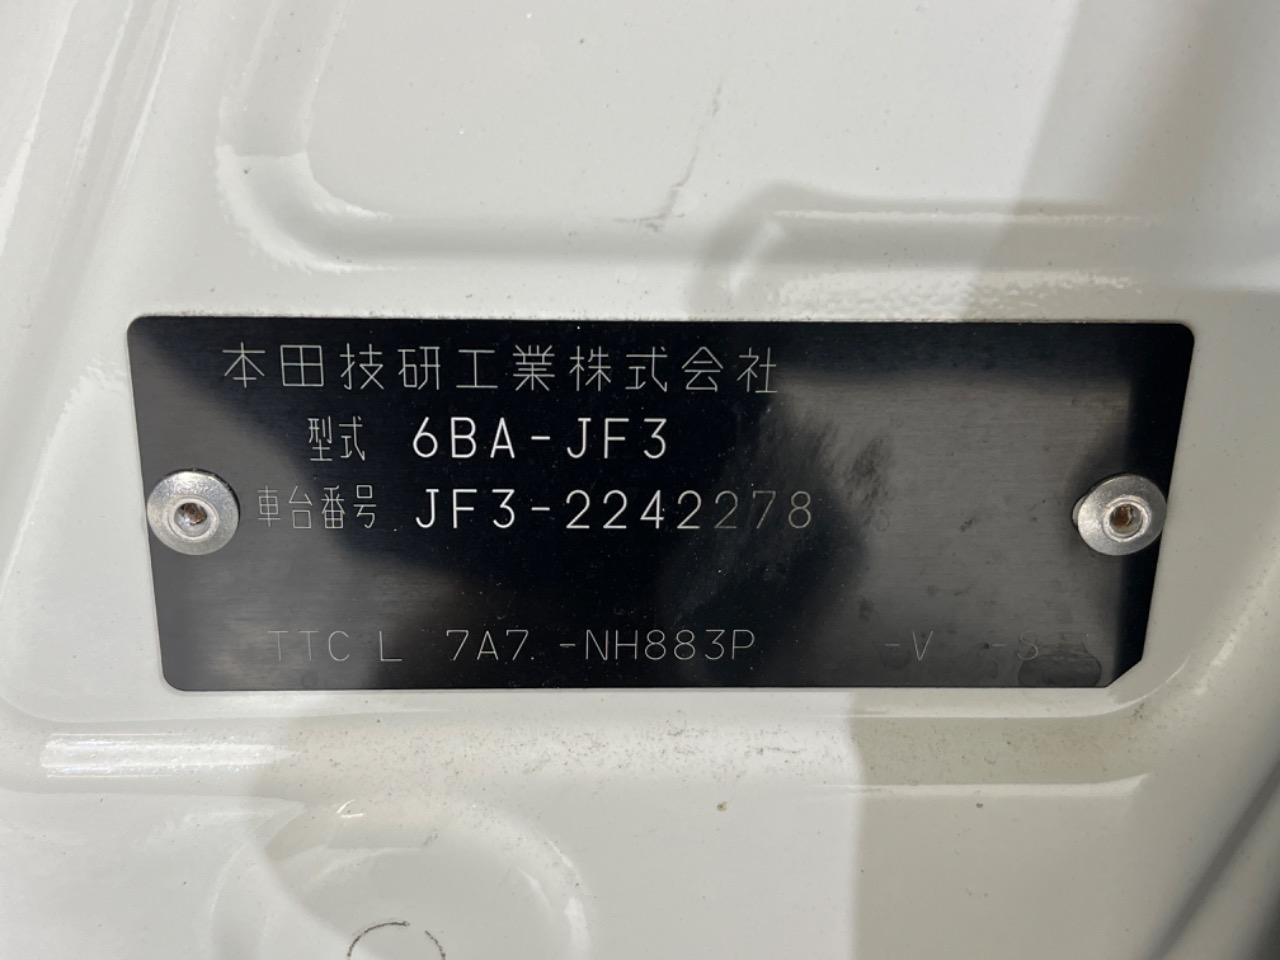 本田技研工業株式会社
型式 6BA-JF3
車台番号 JF3-2242278
TTC L 7A7 -NH883P -V -S